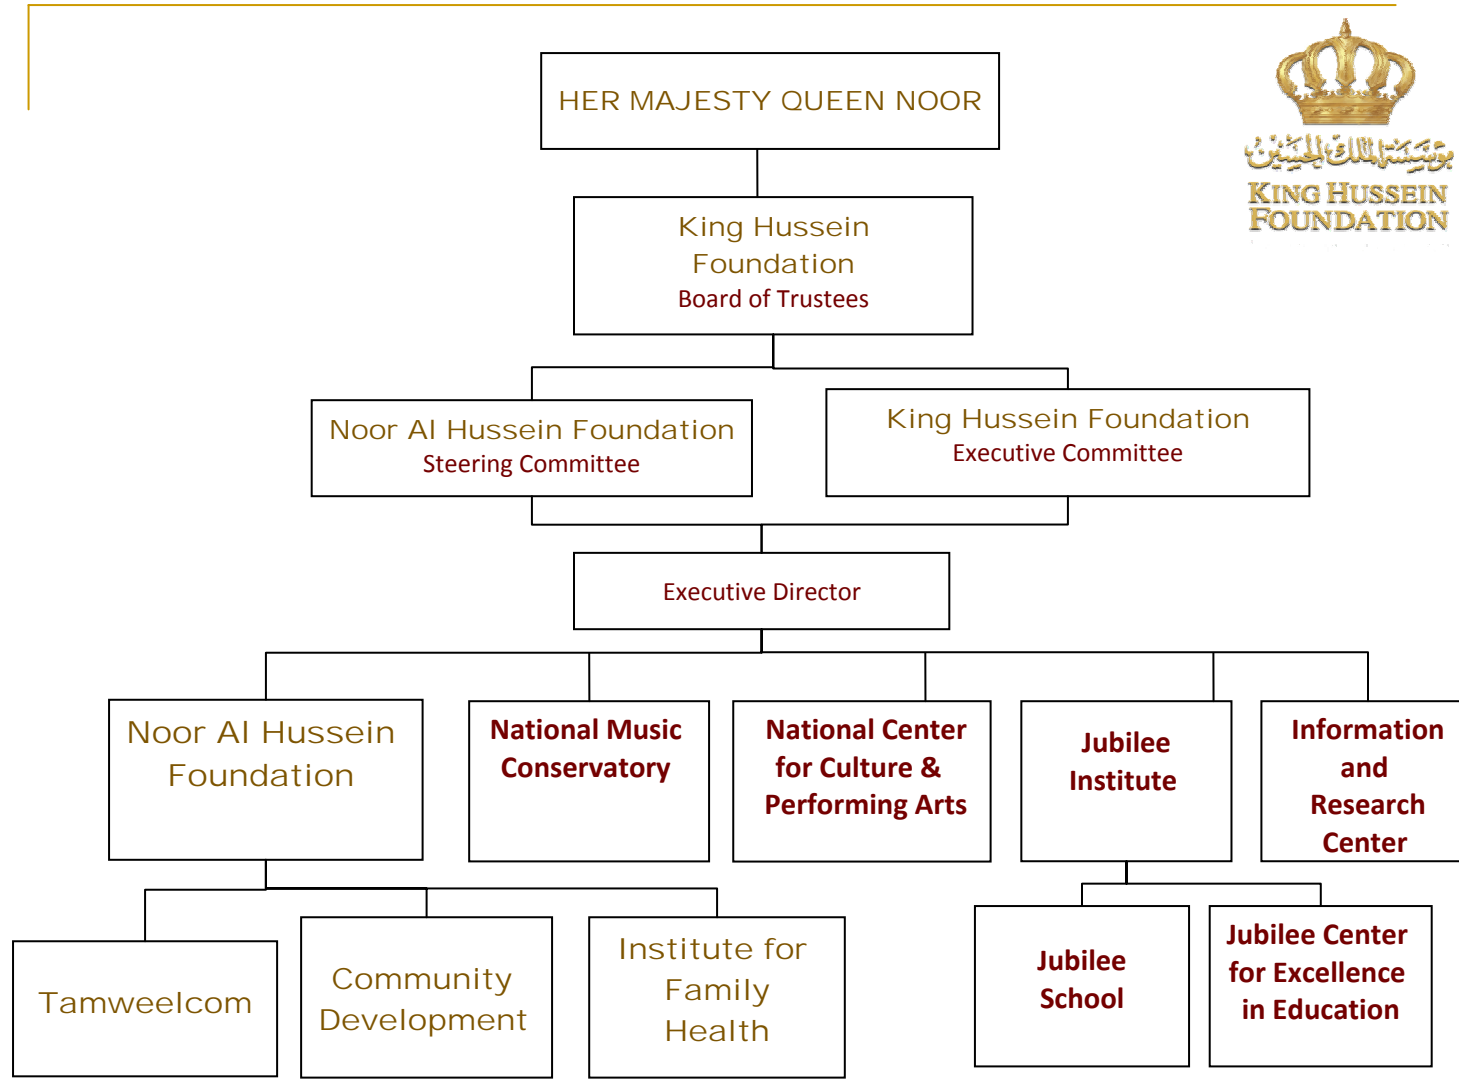 HER MAJESTY QUEEN NOOR
مؤسسة الملك الحسين
KING HUSSEIN
FOUNDATION
King Hussein
Foundation
Board of Trustees
Noor Al Hussein Foundation
Steering Committee
King Hussein Foundation
Executive Committee
Executive Director
Noor Al Hussein
Foundation
National Music
Conservatory
National Center
for Culture &
Performing Arts
Jubilee
Institute
Information
and
Research
Center
Tamweelcom
Community
Development
Institute for
Family
Health
Jubilee
School
Jubilee Center
for Excellence
in Education